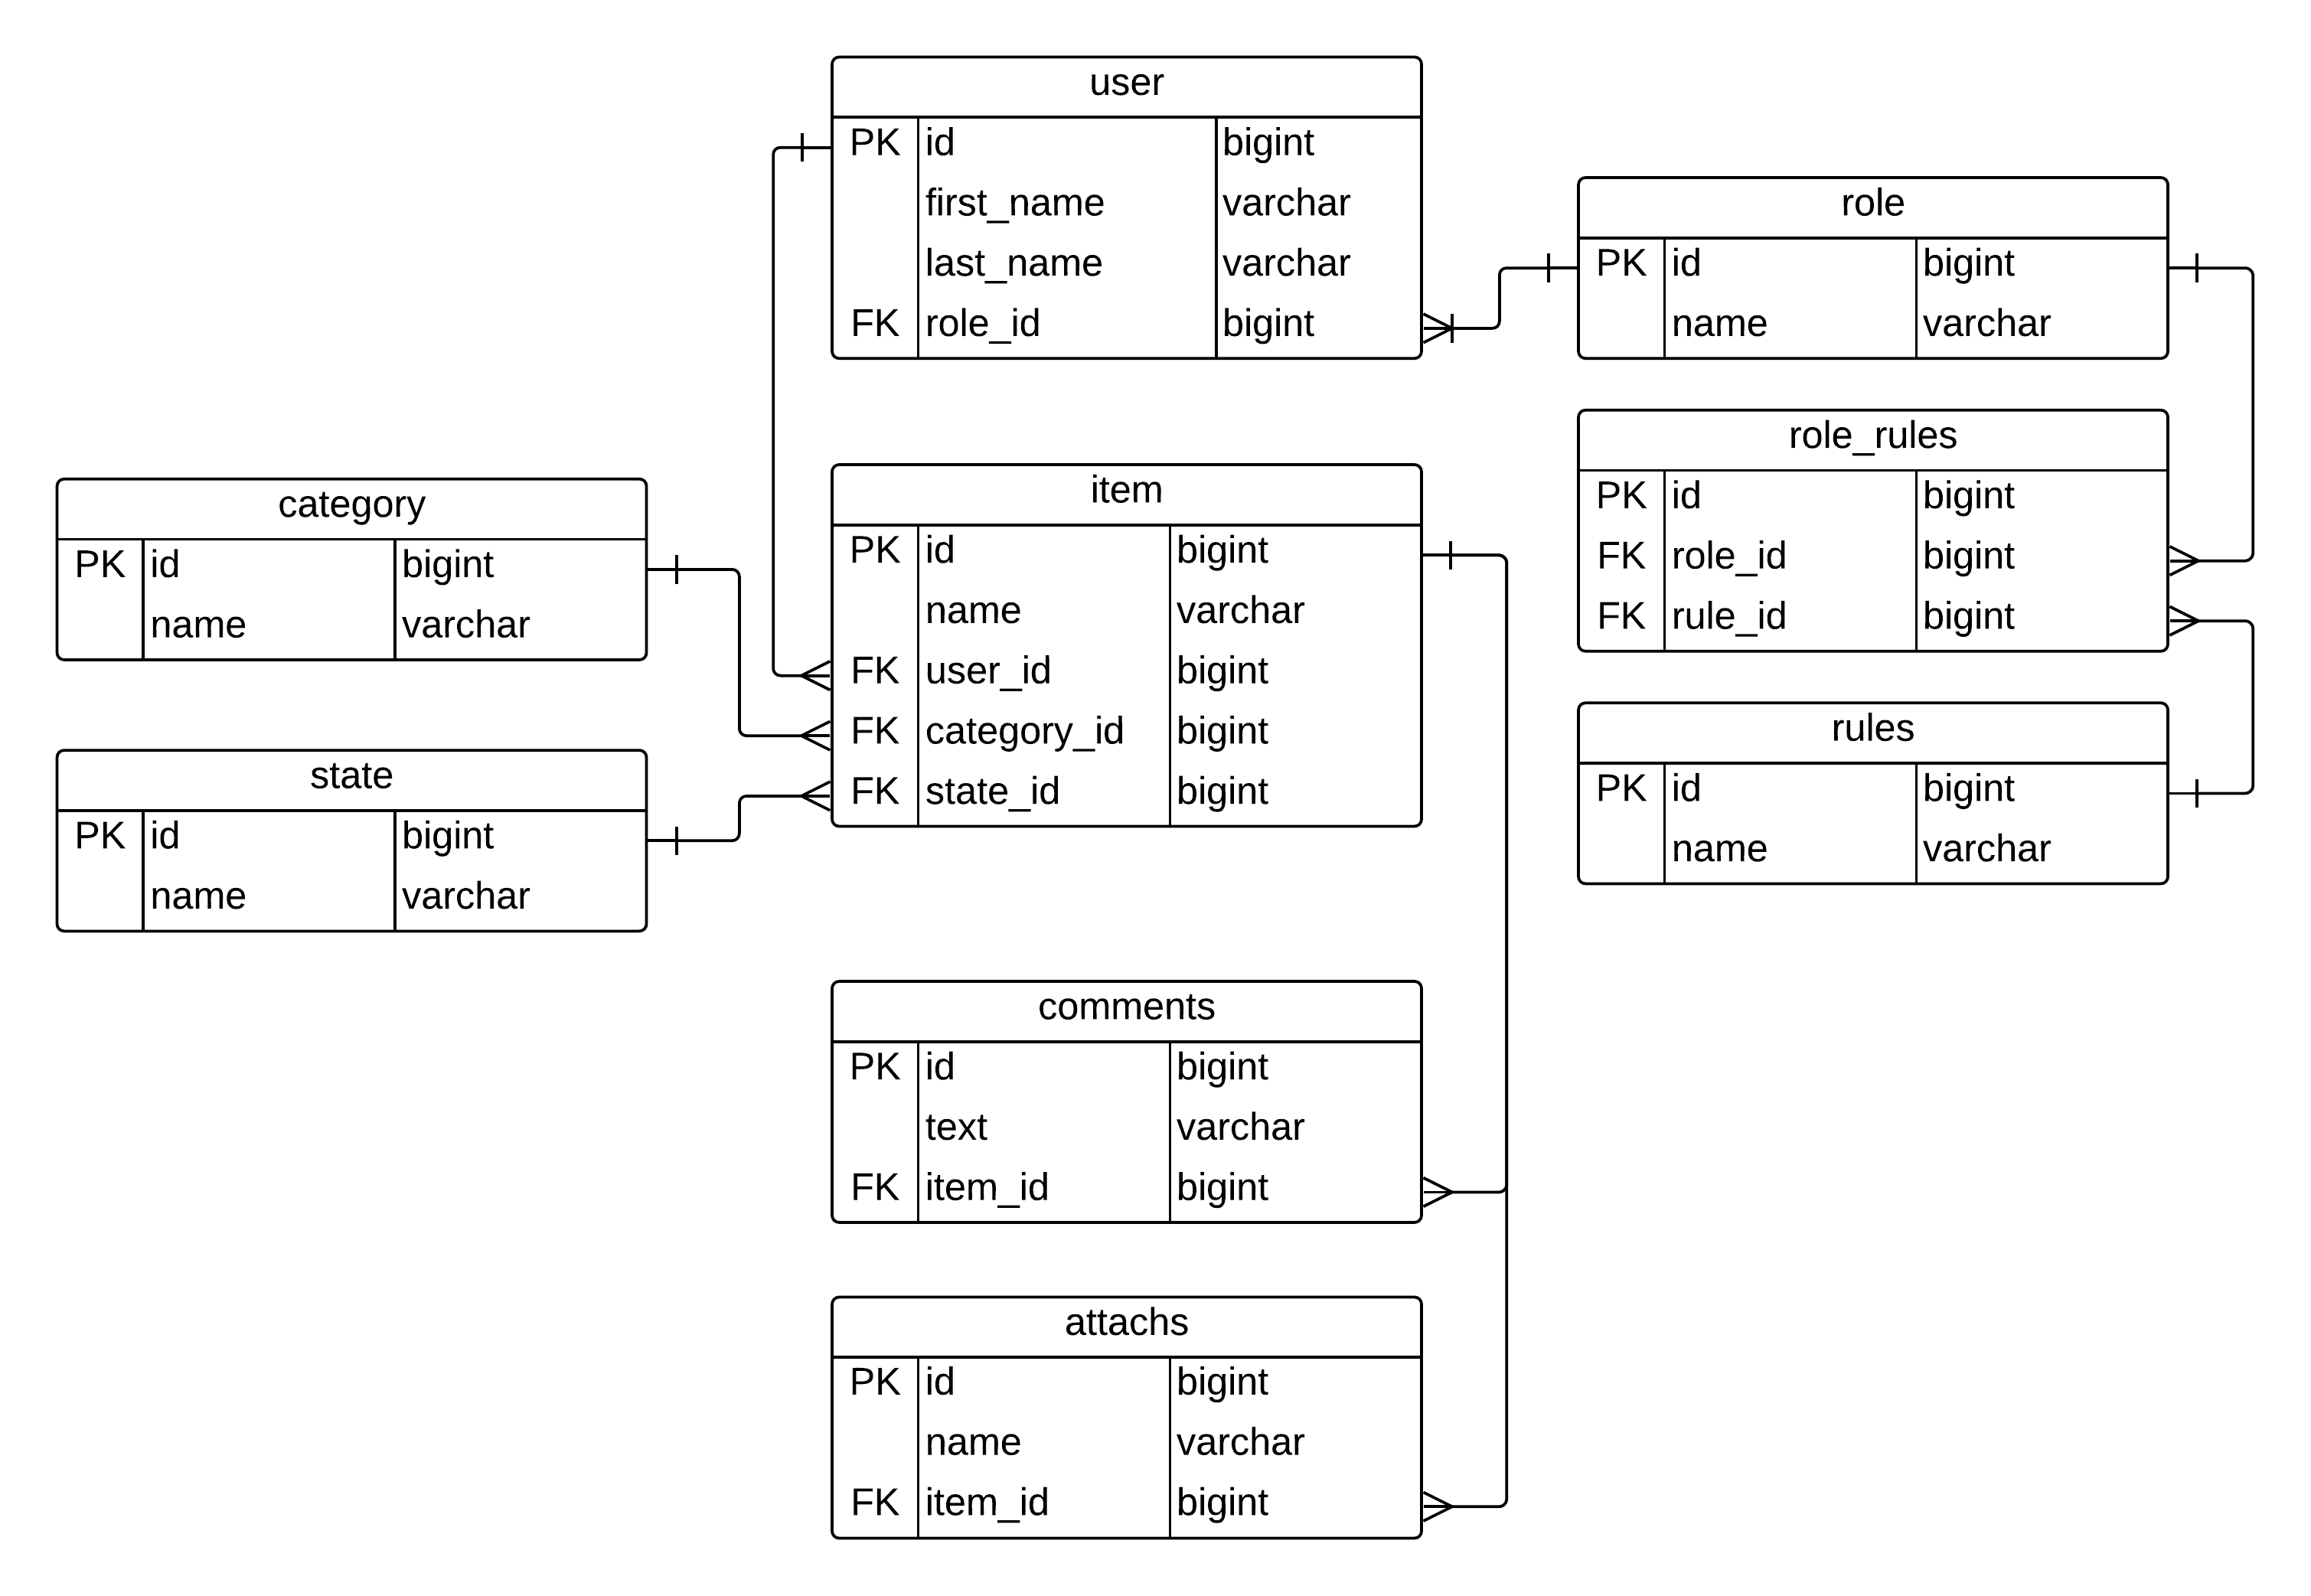 user
PK id bigint
first_name varchar
last_name varchar
FK role_id bigint
role
PK id bigint
name varchar
role_rules
PK id bigint
FK role_id bigint
FK rule_id bigint
category
PK id bigint
name varchar
item
PK id bigint
name varchar
FK user_id bigint
FK category_id bigint
FK state_id bigint
rules
PK id bigint
name varchar
state
PK id bigint
name varchar
comments
PK id bigint
text varchar
FK item_id bigint
attachs
PK id bigint
name varchar
FK item_id bigint